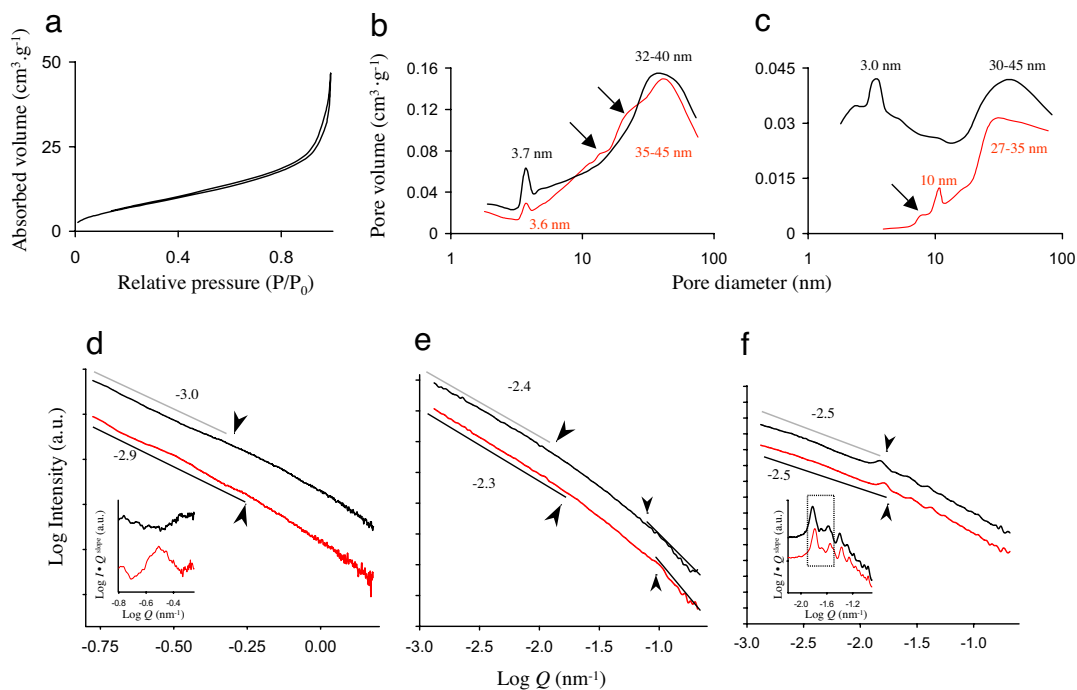 a
b
c
50
25
0
Absorbed volume (cm³.g⁻¹)
0 0.4 0.8
Relative pressure (P/P₀)
0.16
0.12
0.08
0.04
0
Pore volume (cm³·g⁻¹)
32-40 nm
3.7 nm
35-45 nm
3.6 nm
1 10 100
0.045
0.03
0.015
0
3.0 nm
30-45 nm
27-35 nm
10 nm
1 10 100
Pore diameter (nm)
d
e
f
Log Intensity (a.u.)
-3.0
-2.9
Log I• Q slope (a.u.)
-0.8 -0.6 -0.4
Log Q (nm⁻¹)
-0.75 -0.50 -0.25 0.00
-2.4
-2.3
-3.0 -2.5 -2.0 -1.5 -1.0
Log Q (nm⁻¹)
-2.5
-2.5
Log I• Q slope (a.u.)
-2.0 -1.6 -1.2
Log Q (nm⁻¹)
-3.0 -2.5 -2.0 -1.5 -1.0